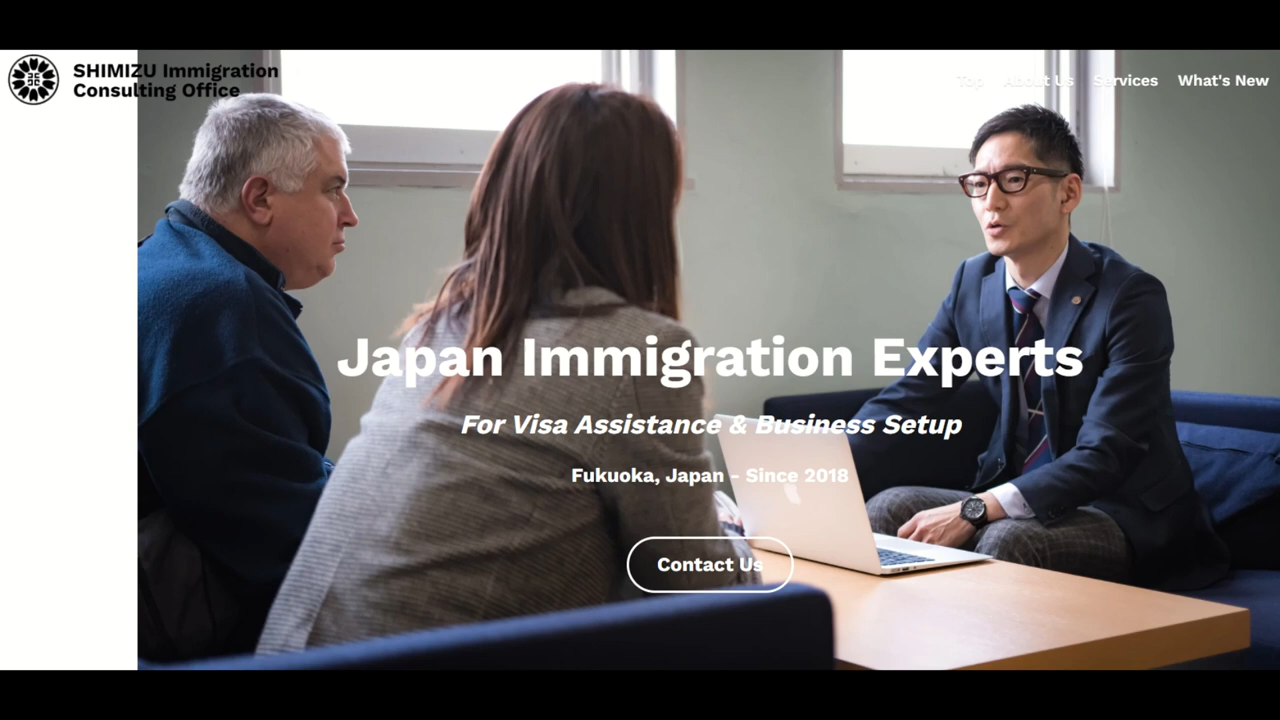 SHIMIZU Immigration
Consulting Office
Top About Us Services What's New
Japan Immigration Experts
For Visa Assistance & Business Setup
Fukuoka, Japan - Since 2018
Contact Us